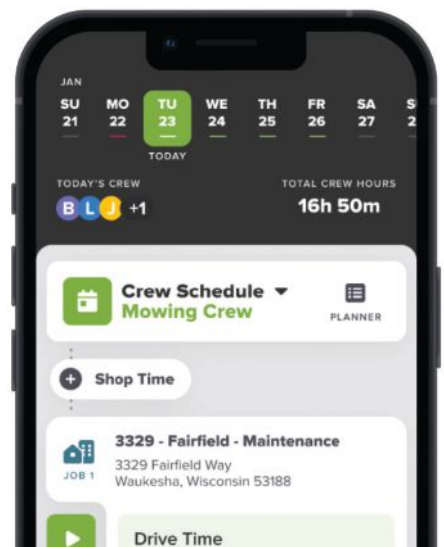 JAN
SU MO TU WE TH FR SA
21 22 23 24 25 26 27 2
TODAY
TODAY'S CREW TOTAL CREW HOURS
B L J +1 16h 50m
Crew Schedule
Mowing Crew
PLANNER
Shop Time
3329 - Fairfield - Maintenance
3329 Fairfield Way
JOB 1
Waukesha, Wisconsin 53188
Drive Time